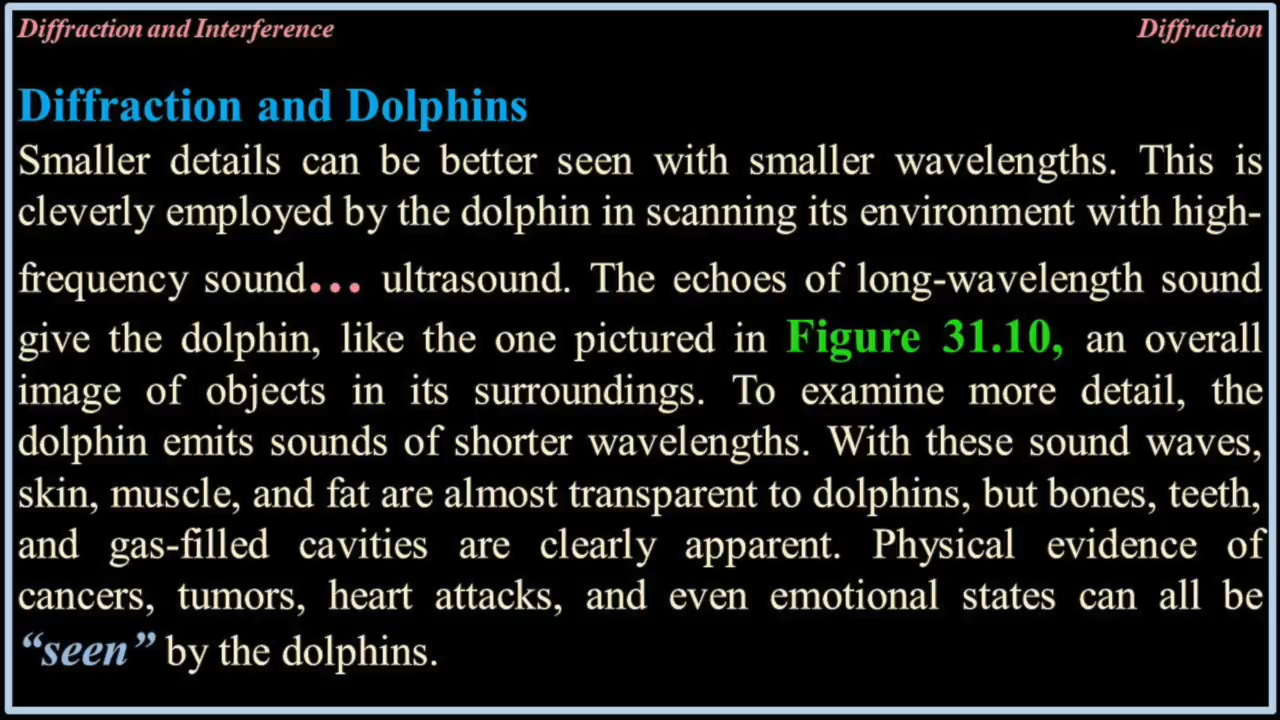 Diffraction and Interference
Diffraction
Diffraction and Dolphins
Smaller details can be better seen with smaller wavelengths. This is
cleverly employed by the dolphin in scanning its environment with high-
frequency sound... ultrasound. The echoes of long-wavelength sound
give the dolphin, like the one pictured in Figure 31.10, an overall
image of objects in its surroundings. To examine more detail, the
dolphin emits sounds of shorter wavelengths. With these sound waves,
skin, muscle, and fat are almost transparent to dolphins, but bones, teeth,
and gas-filled cavities are clearly apparent. Physical evidence of
cancers, tumors, heart attacks, and even emotional states can all be
“seen” by the dolphins.